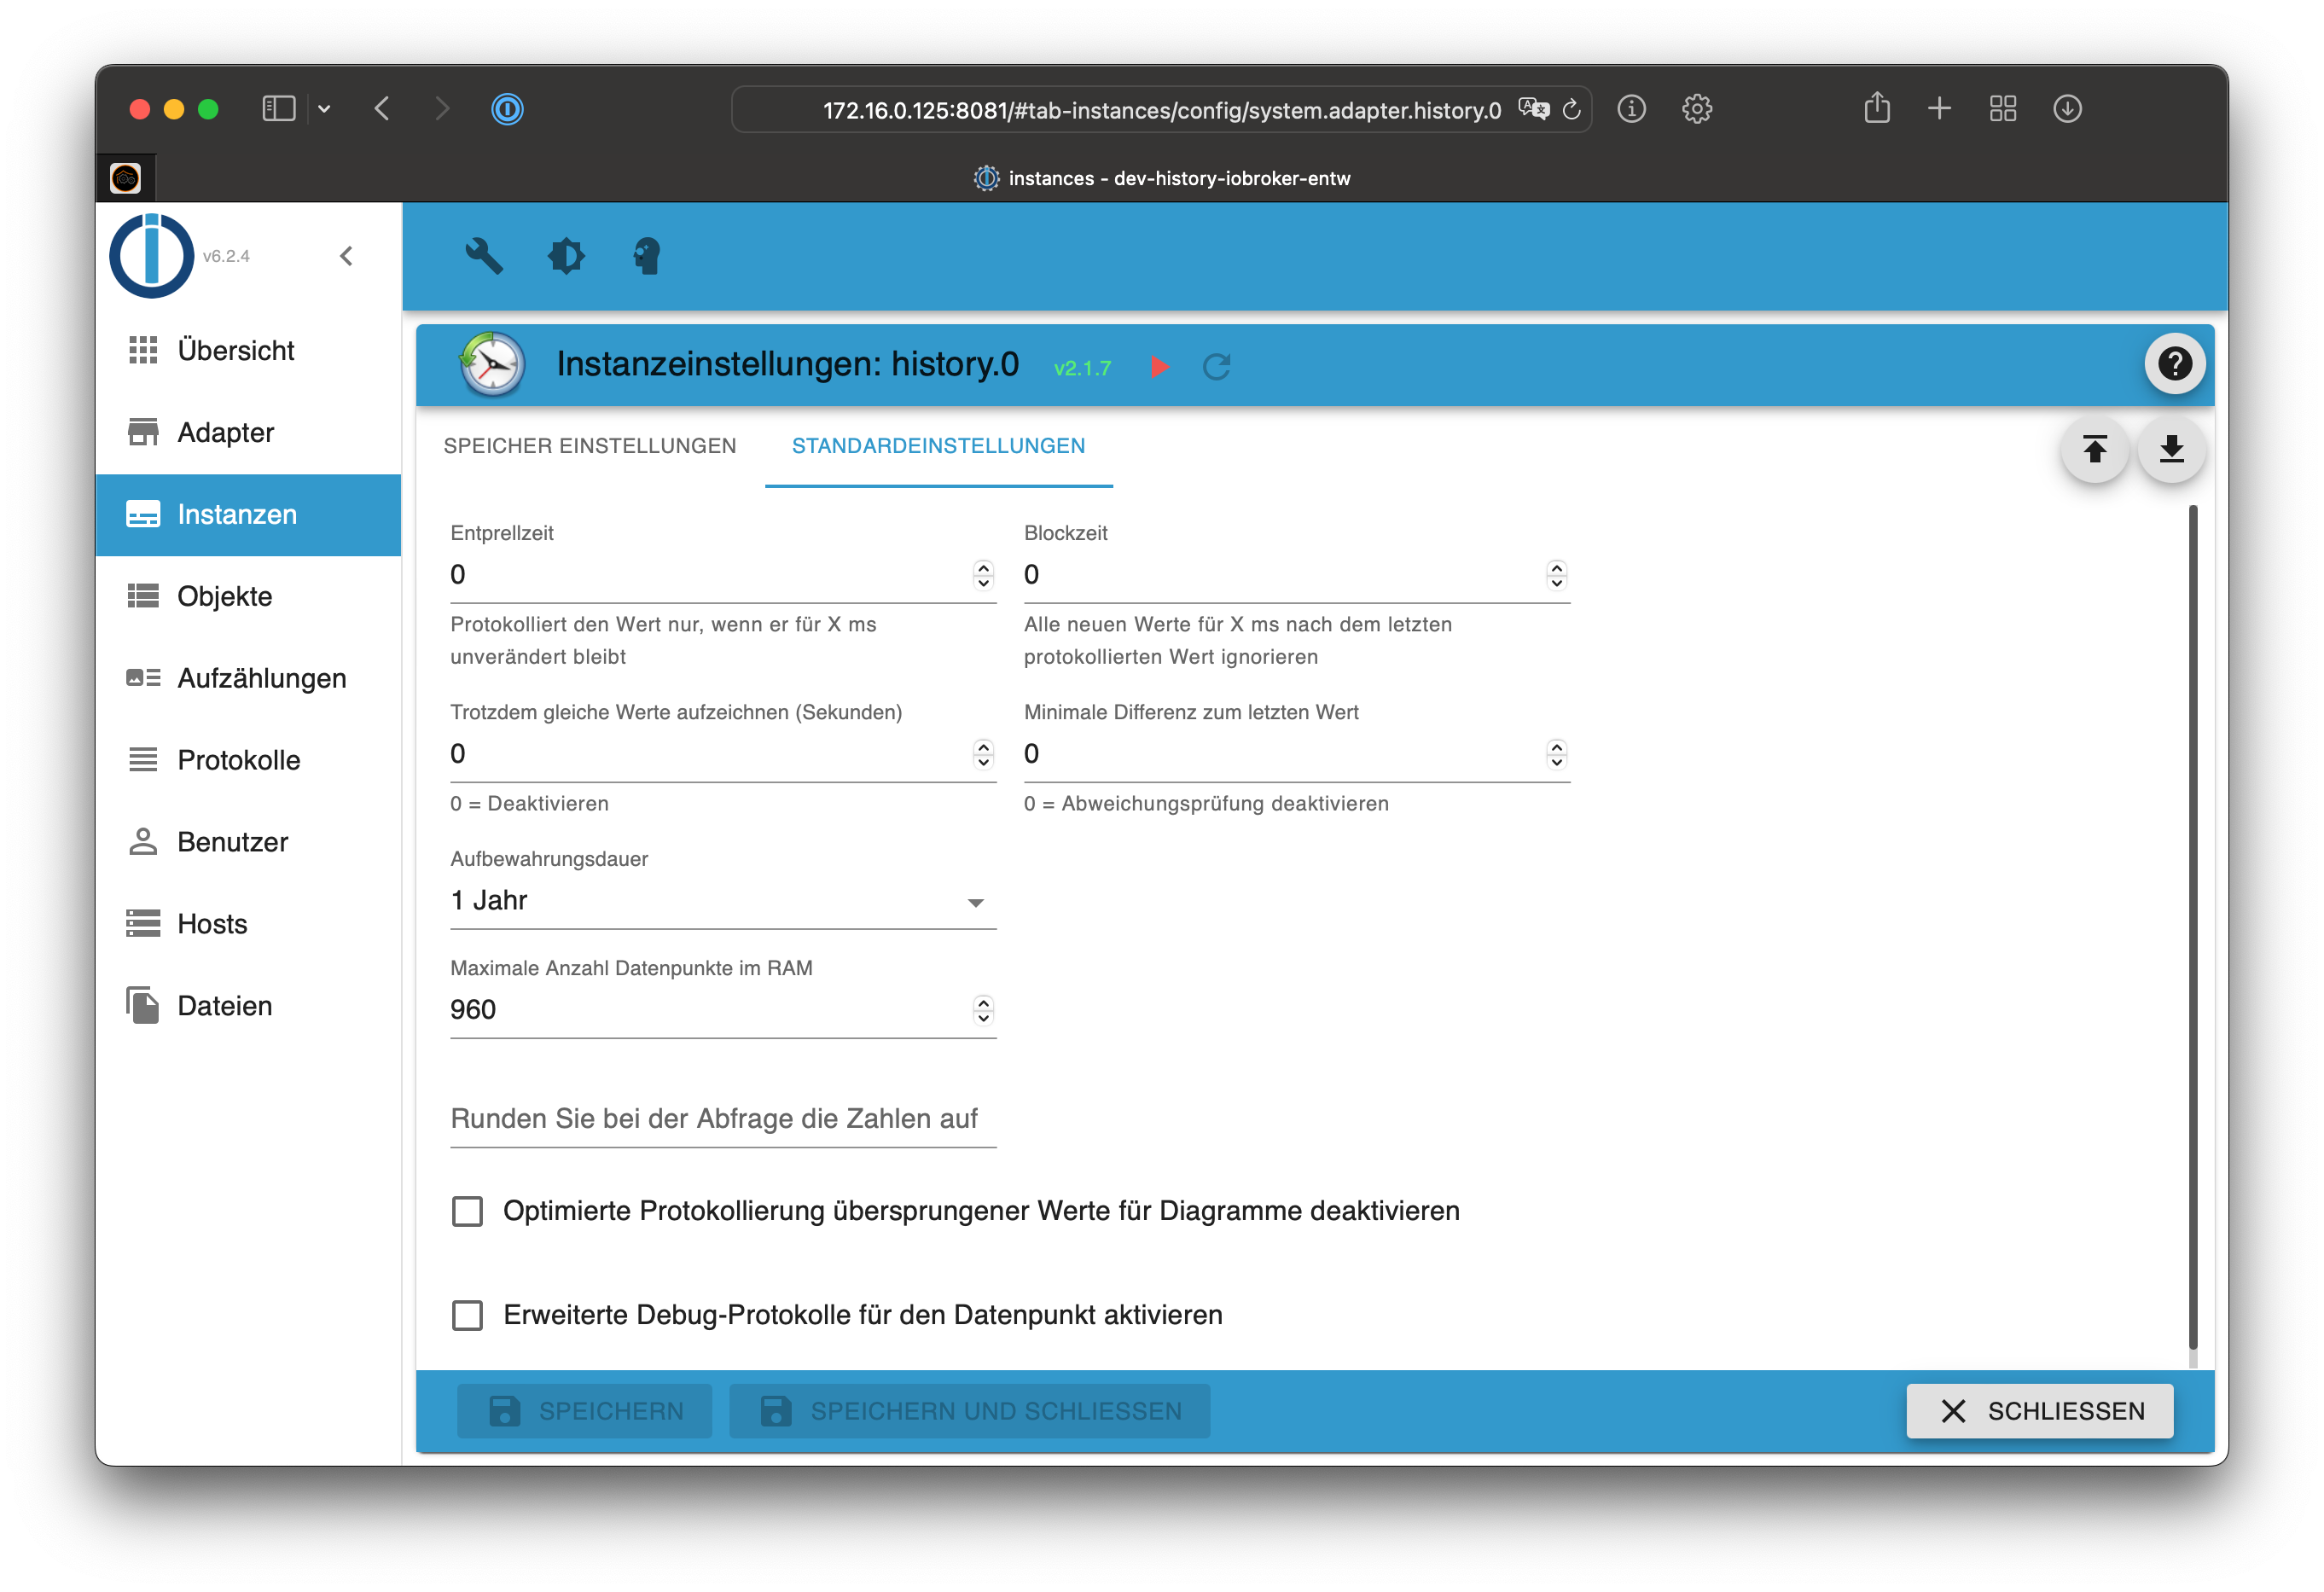 172.16.0.125:8081/#tab-instances/config/system.adapter.history.0
instances - dev-history-iobroker-entw
v6.2.4
Übersicht
Adapter
Instanzen
Objekte
Aufzählungen
Protokolle
Benutzer
Hosts
Dateien
Instanzeinstellungen: history.0 v2.1.7
SPEICHER EINSTELLUNGEN STANDARDEINSTELLUNGEN
Entprellzeit
0
Protokolliert den Wert nur, wenn er für X ms
unverändert bleibt
Blockzeit
0
Alle neuen Werte für X ms nach dem letzten
protokollierten Wert ignorieren
Trotzdem gleiche Werte aufzeichnen (Sekunden)
0
0 = Deaktivieren
Minimale Differenz zum letzten Wert
0
0 = Abweichungsprüfung deaktivieren
Aufbewahrungsdauer
1 Jahr
Maximale Anzahl Datenpunkte im RAM
960
Runden Sie bei der Abfrage die Zahlen auf
Optimierte Protokollierung übersprungener Werte für Diagramme deaktivieren
Erweiterte Debug-Protokolle für den Datenpunkt aktivieren
SPEICHERN SPEICHERN UND SCHLIESSEN SCHLIESSEN